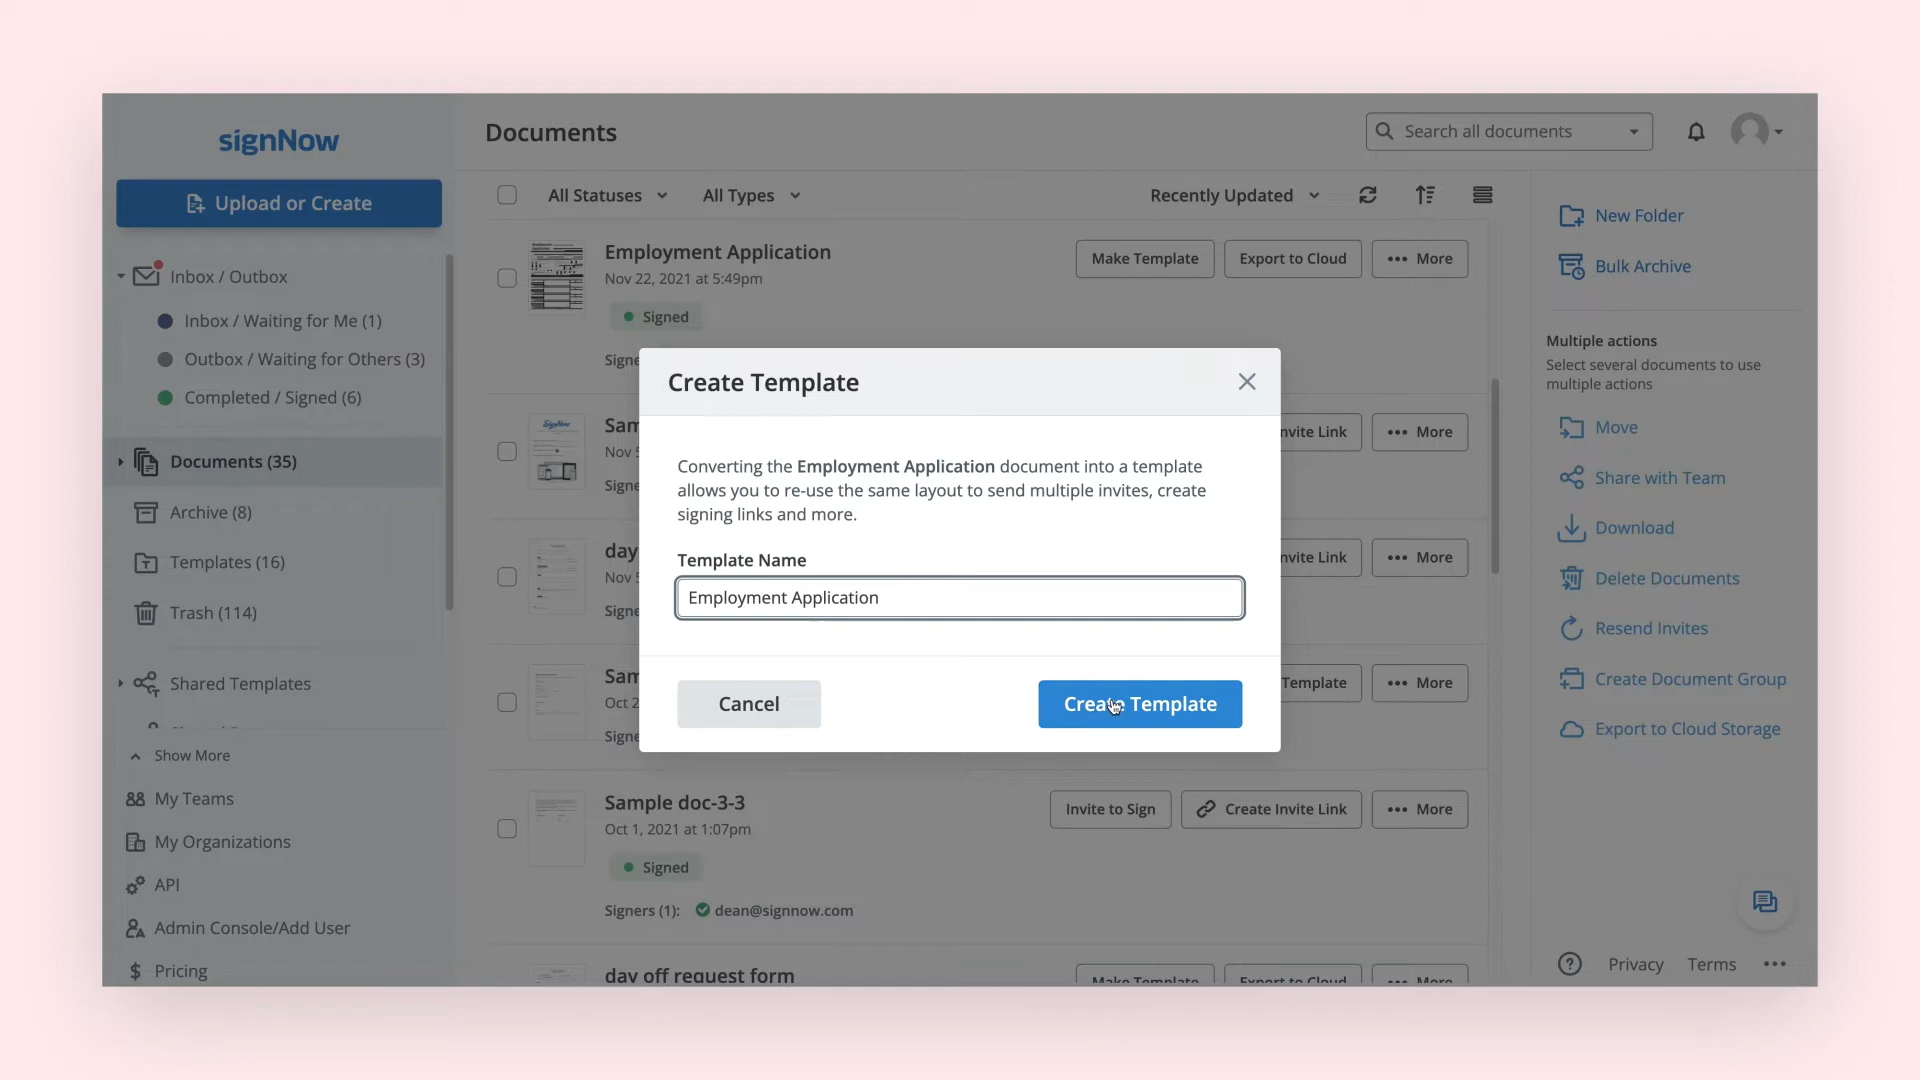 signNow
Upload or Create
Inbox / Outbox
Inbox / Waiting for Me (1)
Outbox / Waiting for Others (3)
Completed / Signed (6)
Documents (35)
Archive (8)
Templates (16)
Trash (114)
Shared Templates
Show More
My Teams
My Organizations
API
Admin Console/Add User
Pricing
Documents
Search all documents
All Statuses
All Types
Recently Updated
Employment Application
Nov 22, 2021 at 5:49pm
Signed
Make Template
Export to Cloud
More
More
More
Template
More
Create Template
Converting the Employment Application document into a template
allows you to re-use the same layout to send multiple invites, create
signing links and more.
Template Name
Employment Application
Cancel
Create Template
Sample doc-3-3
Oct 1, 2021 at 1:07pm
Signed
Signers (1): dean@signnow.com
Invite to Sign
Create Invite Link
More
day off request form
Make Template
Export to Cloud
More
New Folder
Bulk Archive
Multiple actions
Select several documents to use
multiple actions
Move
Share with Team
Download
Delete Documents
Resend Invites
Create Document Group
Export to Cloud Storage
Privacy
Terms